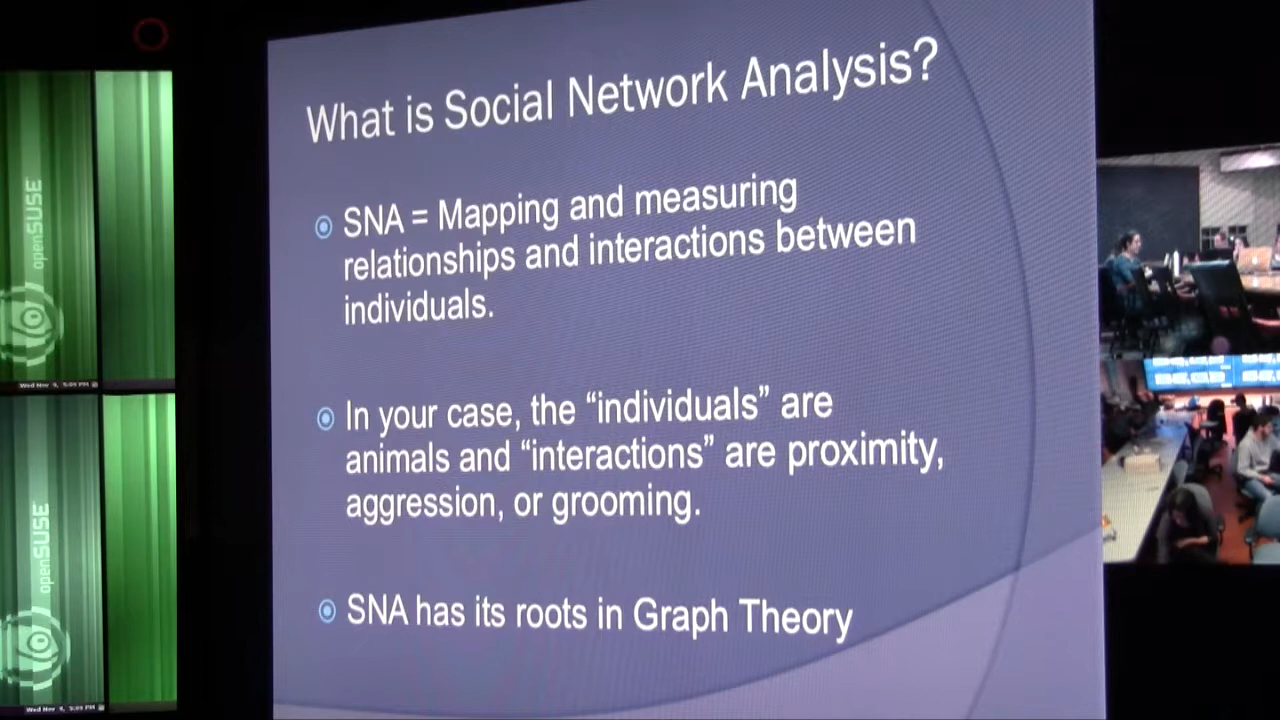 What is Social Network Analysis?
SNA = Mapping and measuring
relationships and interactions between
individuals.
In your case, the “individuals” are
animals and “interactions” are proximity,
aggression, or grooming.
SNA has its roots in Graph Theory
openSUSE
openSUSE